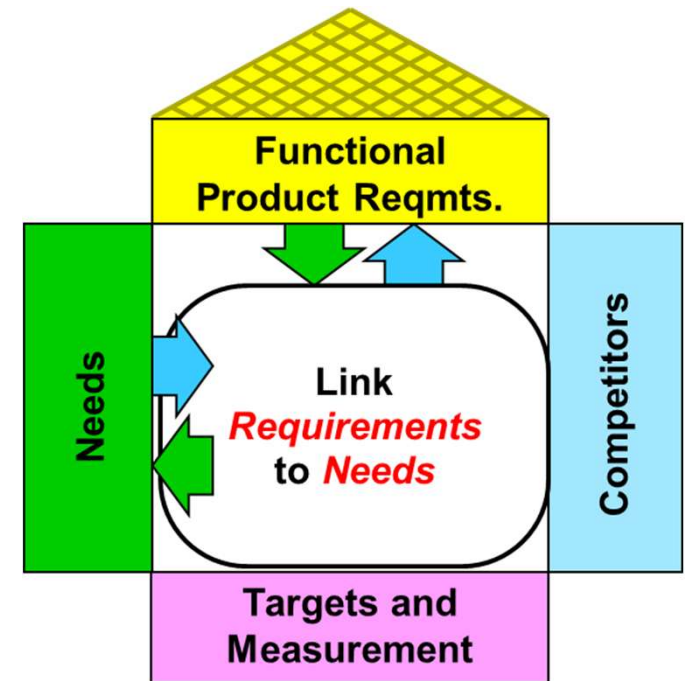 Functional
Product Reqmts.
Needs
Link
Requirements
to Needs
Competitors
Targets and
Measurement